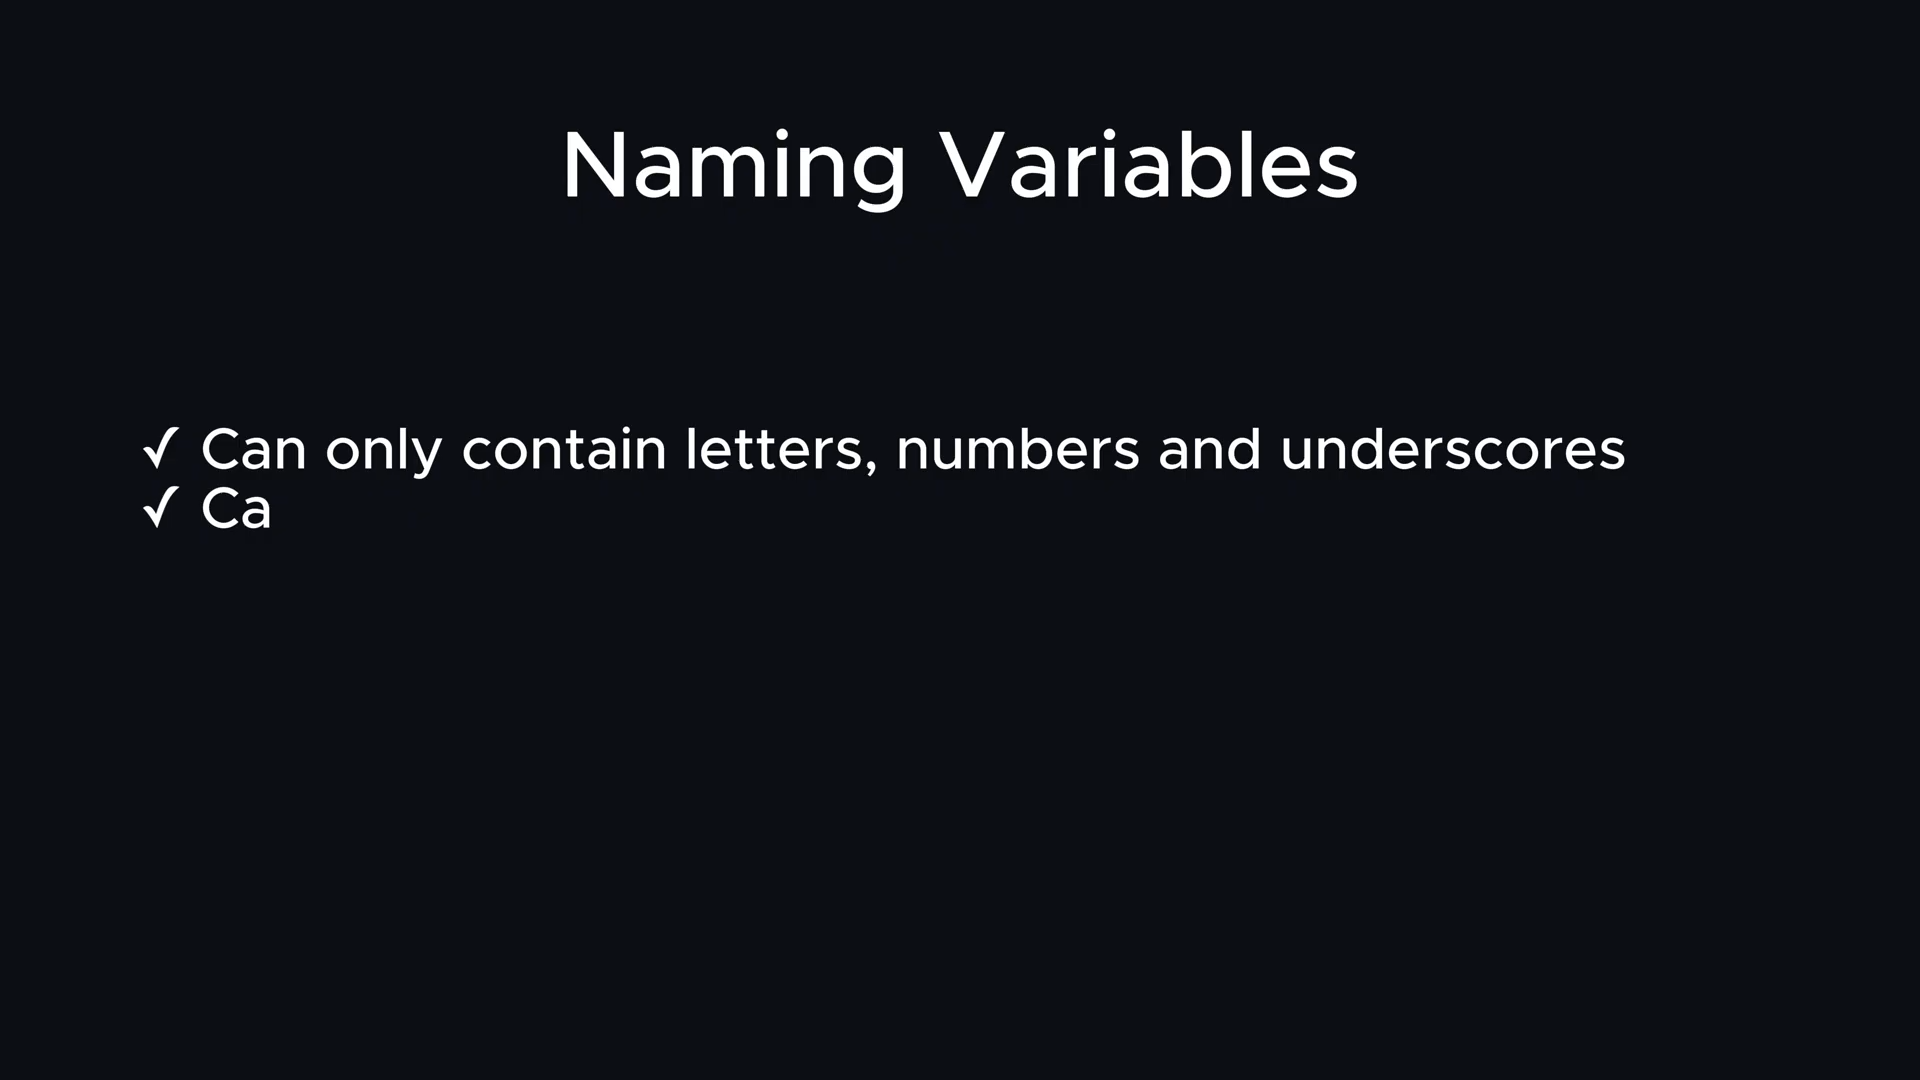 Naming Variables
✓ Can only contain letters, numbers and underscores
✓ Ca